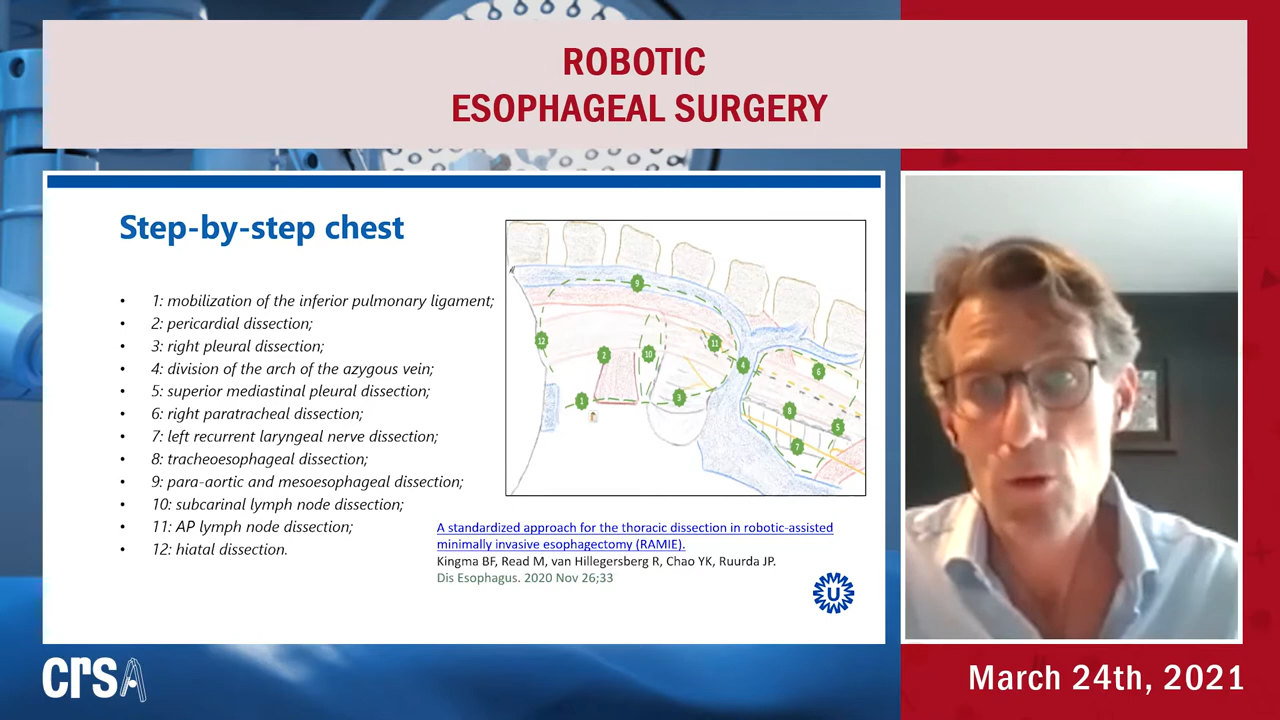 ROBOTIC
ESOPHAGEAL SURGERY
Step-by-step chest
• 1: mobilization of the inferior pulmonary ligament;
• 2: pericardial dissection;
• 3: right pleural dissection;
• 4: division of the arch of the azygous vein;
• 5: superior mediastinal pleural dissection;
• 6: right paratracheal dissection;
• 7: left recurrent laryngeal nerve dissection;
• 8: tracheoesophageal dissection;
• 9: para-aortic and mesoesophageal dissection;
• 10: subcarinal lymph node dissection;
• 11: AP lymph node dissection;
• 12: hiatal dissection.
9
12
2
10
11
4
6
1
3
8
5
7
A standardized approach for the thoracic dissection in robotic-assisted
minimally invasive esophagectomy (RAMIE).
Kingma BF, Read M, van Hillegersberg R, Chao YK, Ruurda JP.
Dis Esophagus. 2020 Nov 26;33
U
crsA
March 24th, 2021